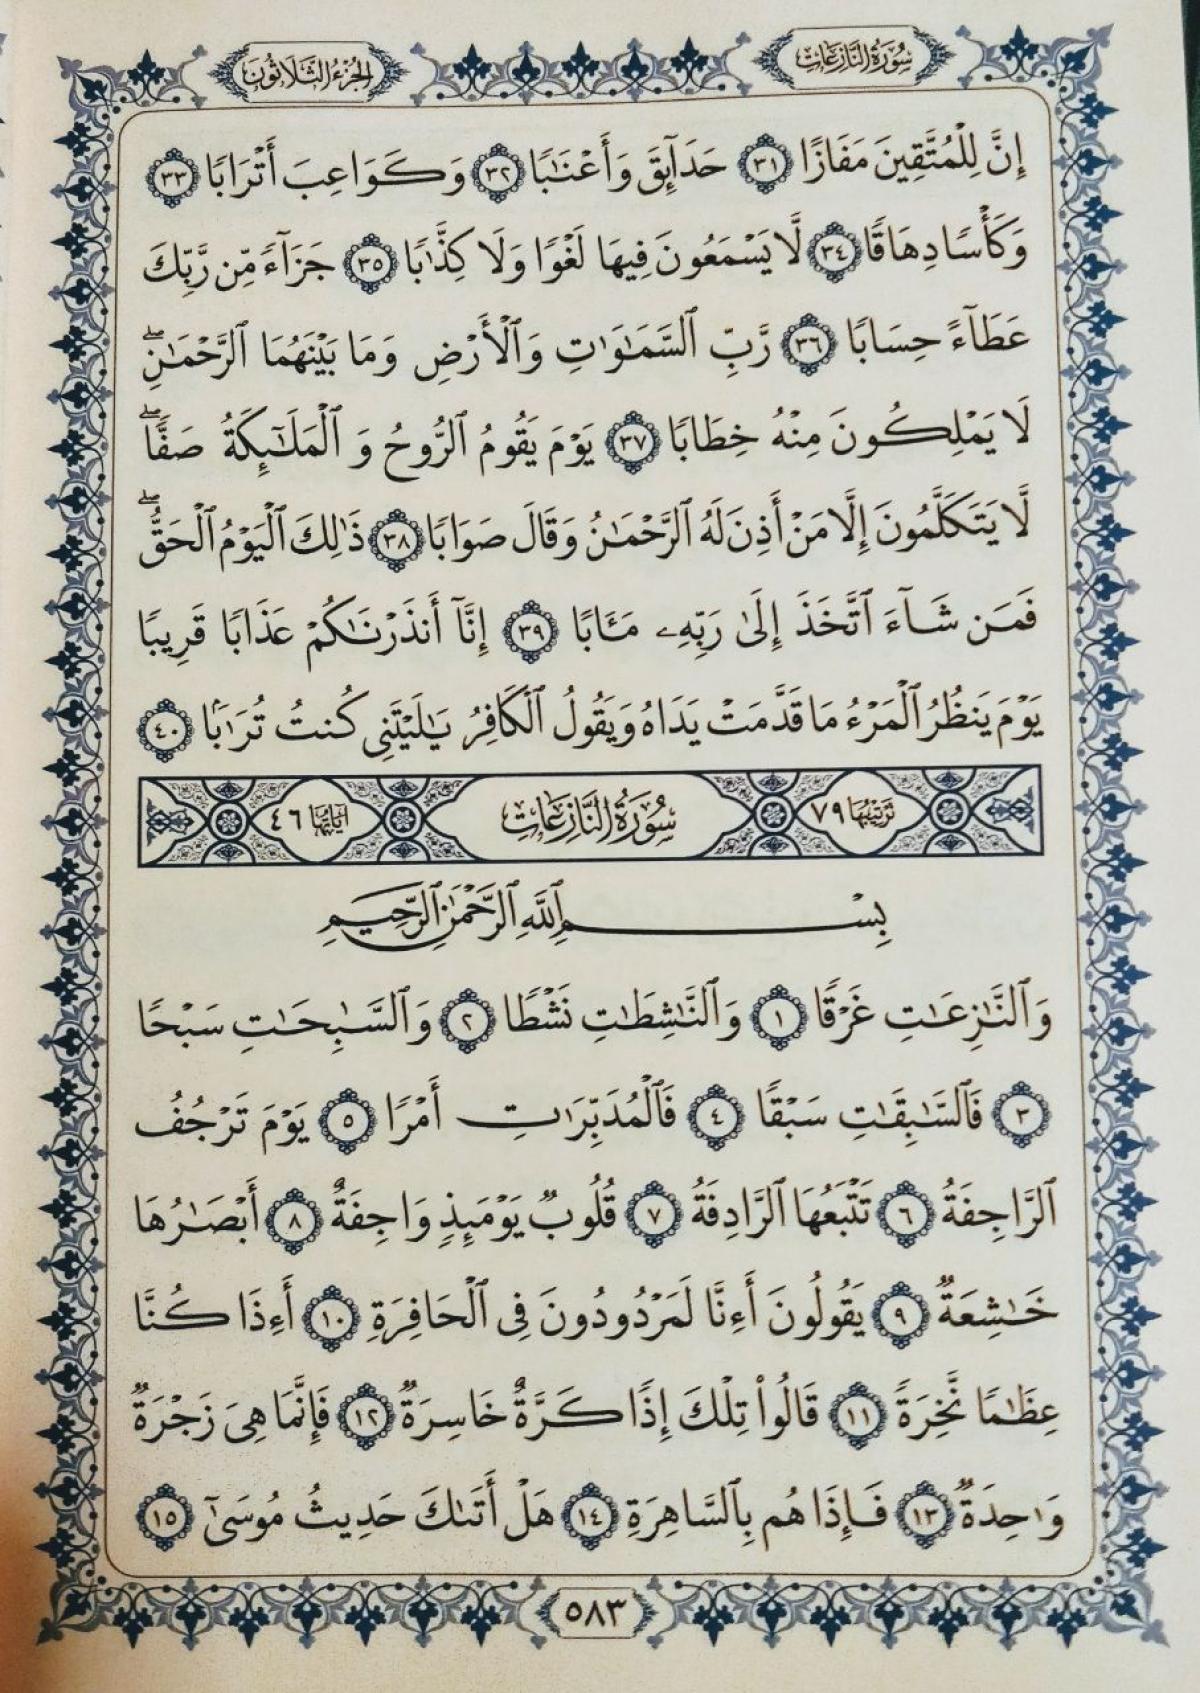 سُورَةُ النَّازِعَاتِ الجُزْءُ الثَّلَاثُونَ
إِنَّ لِلْمُتَّقِينَ مَفَازًا ٣١ حَدَآئِقَ وَأَعْنَٰبًا ٣٢ وَكَوَاعِبَ أَتْرَابًا ٣٣
وَكَأْسًا دِهَاقًا ٣٤ لَّا يَسْمَعُونَ فِيهَا لَغْوًا وَلَا كِذَّٰبًا ٣٥ جَزَآءً مِّن رَّبِّكَ
عَطَآءً حِسَابًا ٣٦ رَّبِّ ٱلسَّمَٰوَٰتِ وَٱلْأَرْضِ وَمَا بَيْنَهُمَا ٱلرَّحْمَٰنِۖ
لَا يَمْلِكُونَ مِنْهُ خِطَابًا ٣٧ يَوْمَ يَقُومُ ٱلرُّوحُ وَٱلْمَلَٰٓئِكَةُ صَفًّاۖ
لَّا يَتَكَلَّمُونَ إِلَّا مَنْ أَذِنَ لَهُ ٱلرَّحْمَٰنُ وَقَالَ صَوَابًا ٣٨ ذَٰلِكَ ٱلْيَوْمُ ٱلْحَقُّۖ
فَمَن شَآءَ ٱتَّخَذَ إِلَىٰ رَبِّهِۦ مَـَٔابًا ٣٩ إِنَّآ أَنذَرْنَٰكُمْ عَذَابًا قَرِيبًا
يَوْمَ يَنظُرُ ٱلْمَرْءُ مَا قَدَّمَتْ يَدَاهُ وَيَقُولُ ٱلْكَافِرُ يَٰلَيْتَنِى كُنتُ تُرَٰبًۢا ٤٠
تَرْتِيبُهَا ٧٩ سُورَةُ النَّازِعَاتِ آيَاتُهَا ٤٦
بِسْمِ ٱللَّهِ ٱلرَّحْمَٰنِ ٱلرَّحِيمِ
وَٱلنَّٰزِعَٰتِ غَرْقًا ١ وَٱلنَّٰشِطَٰتِ نَشْطًا ٢ وَٱلسَّٰبِحَٰتِ سَبْحًا
٣ فَٱلسَّٰبِقَٰتِ سَبْقًا ٤ فَٱلْمُدَبِّرَٰتِ أَمْرًا ٥ يَوْمَ تَرْجُفُ
ٱلرَّاجِفَةُ ٦ تَتْبَعُهَا ٱلرَّادِفَةُ ٧ قُلُوبٌ يَوْمَئِذٍ وَاجِفَةٌ ٨ أَبْصَٰرُهَا
خَٰشِعَةٌ ٩ يَقُولُونَ أَءِنَّا لَمَرْدُودُونَ فِى ٱلْحَافِرَةِ ١٠ أَءِذَا كُنَّا
عِظَٰمًا نَّخِرَةً ١١ قَالُوا۟ تِلْكَ إِذًا كَرَّةٌ خَاسِرَةٌ ١٢ فَإِنَّمَا هِىَ زَجْرَةٌ
وَٰحِدَةٌ ١٣ فَإِذَا هُم بِٱلسَّاهِرَةِ ١٤ هَلْ أَتَىٰكَ حَدِيثُ مُوسَىٰٓ ١٥
٥٨٣